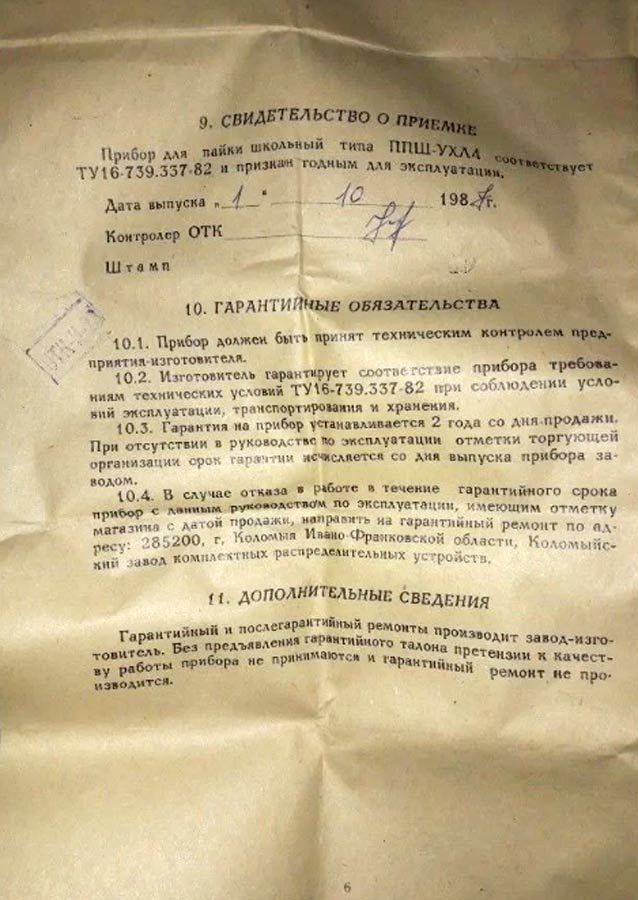 9. СВИДЕТЕЛЬСТВО О ПРИЕМКЕ
Прибор для пайки школьный типа ППШ-УХЛ4 соответствует
ТУ16-739.337-82 и признан годным для эксплуатации.
Дата выпуска „1" 10 1987г.
Контролер ОТК
Штамп
10. ГАРАНТИЙНЫЕ ОБЯЗАТЕЛЬСТВА
10.1. Прибор должен быть принят техническим контролем пред-
приятия-изготовителя.
10.2. Изготовитель гарантирует соответствие прибора требова-
ниям технических условий ТУ16-739.337-82 при соблюдении усло-
вий эксплуатации, транспортирования и хранения.
10.3. Гарантия на прибор устанавливается 2 года со дня продажи.
При отсутствии в руководстве по эксплуатации отметки торгующей
организации срок гарантии исчисляется со дня выпуска прибора за-
водом.
10.4. В случае отказа в работе в течение гарантийного срока
прибор с данным руководством по эксплуатации, имеющим отметку
магазина с датой продажи, направить на гарантийный ремонт по ад-
ресу: 285200, г, Коломыя Ивано-Франковской области, Коломыйс-
кий завод комплектных распределительных устройств.
11. ДОПОЛНИТЕЛЬНЫЕ СВЕДЕНИЯ
Гарантийный и послегарантийный ремонты производит завод-изго-
товитель. Без предъявления гарантийного талона претензии к качест-
ву работы прибора не принимаются и гарантийный ремонт не про-
изводится.
6